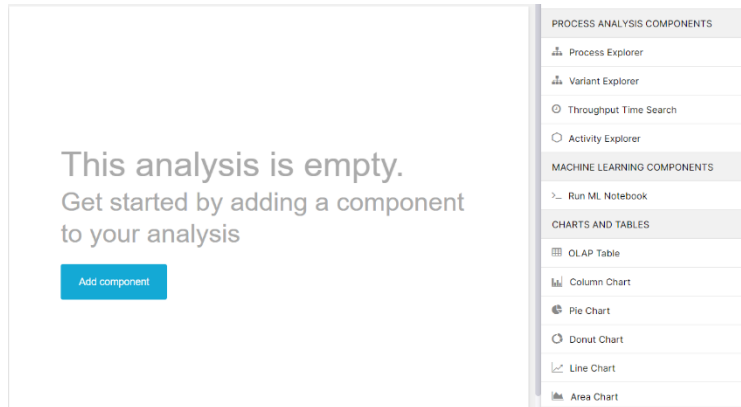 This analysis is empty.
Get started by adding a component
to your analysis
Add component
PROCESS ANALYSIS COMPONENTS
Process Explorer
Variant Explorer
Throughput Time Search
Activity Explorer
MACHINE LEARNING COMPONENTS
Run ML Notebook
CHARTS AND TABLES
OLAP Table
Column Chart
Pie Chart
Donut Chart
Line Chart
Area Chart